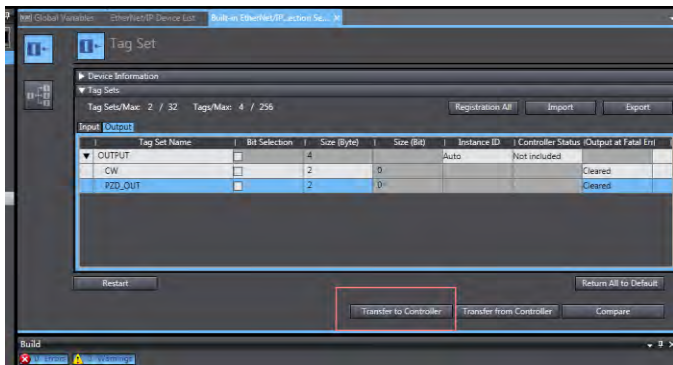 Global Variables EtherNet/IP Device List Built-in EtherNet/IP...ection Se... X
Tag Set
Device Information
Tag Sets
Tag Sets/Max: 2 / 32 Tags/Max: 4 / 256
Registration All Import Export
Input Output
Tag Set Name Bit Selection Size (Byte) Size (Bit) Instance ID Controller Status Output at Fatal Err
OUTPUT 4 Auto Not included
CW 2 0 Cleared
PZD_OUT 2 0 Cleared
Restart Return All to Default
Transfer to Controller Transfer from Controller Compare
Build
0 Errors Warnings